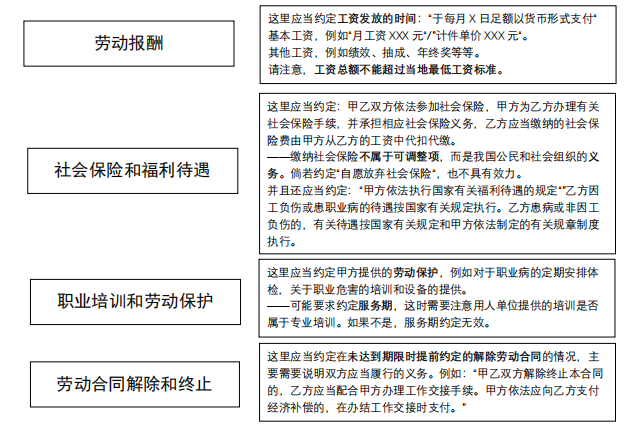 劳动报酬
这里应当约定工资发放的时间：“于每月 X 日足额以货币形式支付”
基本工资，例如“月工资 XXX 元”/“计件单价 XXX 元”。
其他工资，例如绩效、抽成、年终奖等等。
请注意，工资总额不能超过当地最低工资标准。
社会保险和福利待遇
这里应当约定：甲乙双方依法参加社会保险，甲方为乙方办理有关
社会保险手续，并承担相应社会保险义务，乙方应当缴纳的社会保
险费由甲方从乙方的工资中代扣代缴。
——缴纳社会保险不属于可调整项，而是我国公民和社会组织的义
务。倘若约定“自愿放弃社会保险”，也不具有效力。
并且还应当约定：“甲方依法执行国家有关福利待遇的规定”“乙方因
工负伤或患职业病的待遇按国家有关规定执行。乙方患病或非因工
负伤的，有关待遇按国家有关规定和甲方依法制定的有关规章制度
执行。
职业培训和劳动保护
这里应当约定甲方提供的劳动保护，例如对于职业病的定期安排体
检，关于职业危害的培训和设备的提供。
——可能要求约定服务期，这时需要注意用人单位提供的培训是否
属于专业培训。如果不是，服务期约定无效。
劳动合同解除和终止
这里应当约定在未达到期限时提前约定的解除劳动合同的情况，主
要需要说明双方应当履行的义务。例如：“甲乙双方解除终止本合同
的，乙方应当配合甲方办理工作交接手续。甲方依法应向乙方支付
经济补偿的，在办结工作交接时支付。”